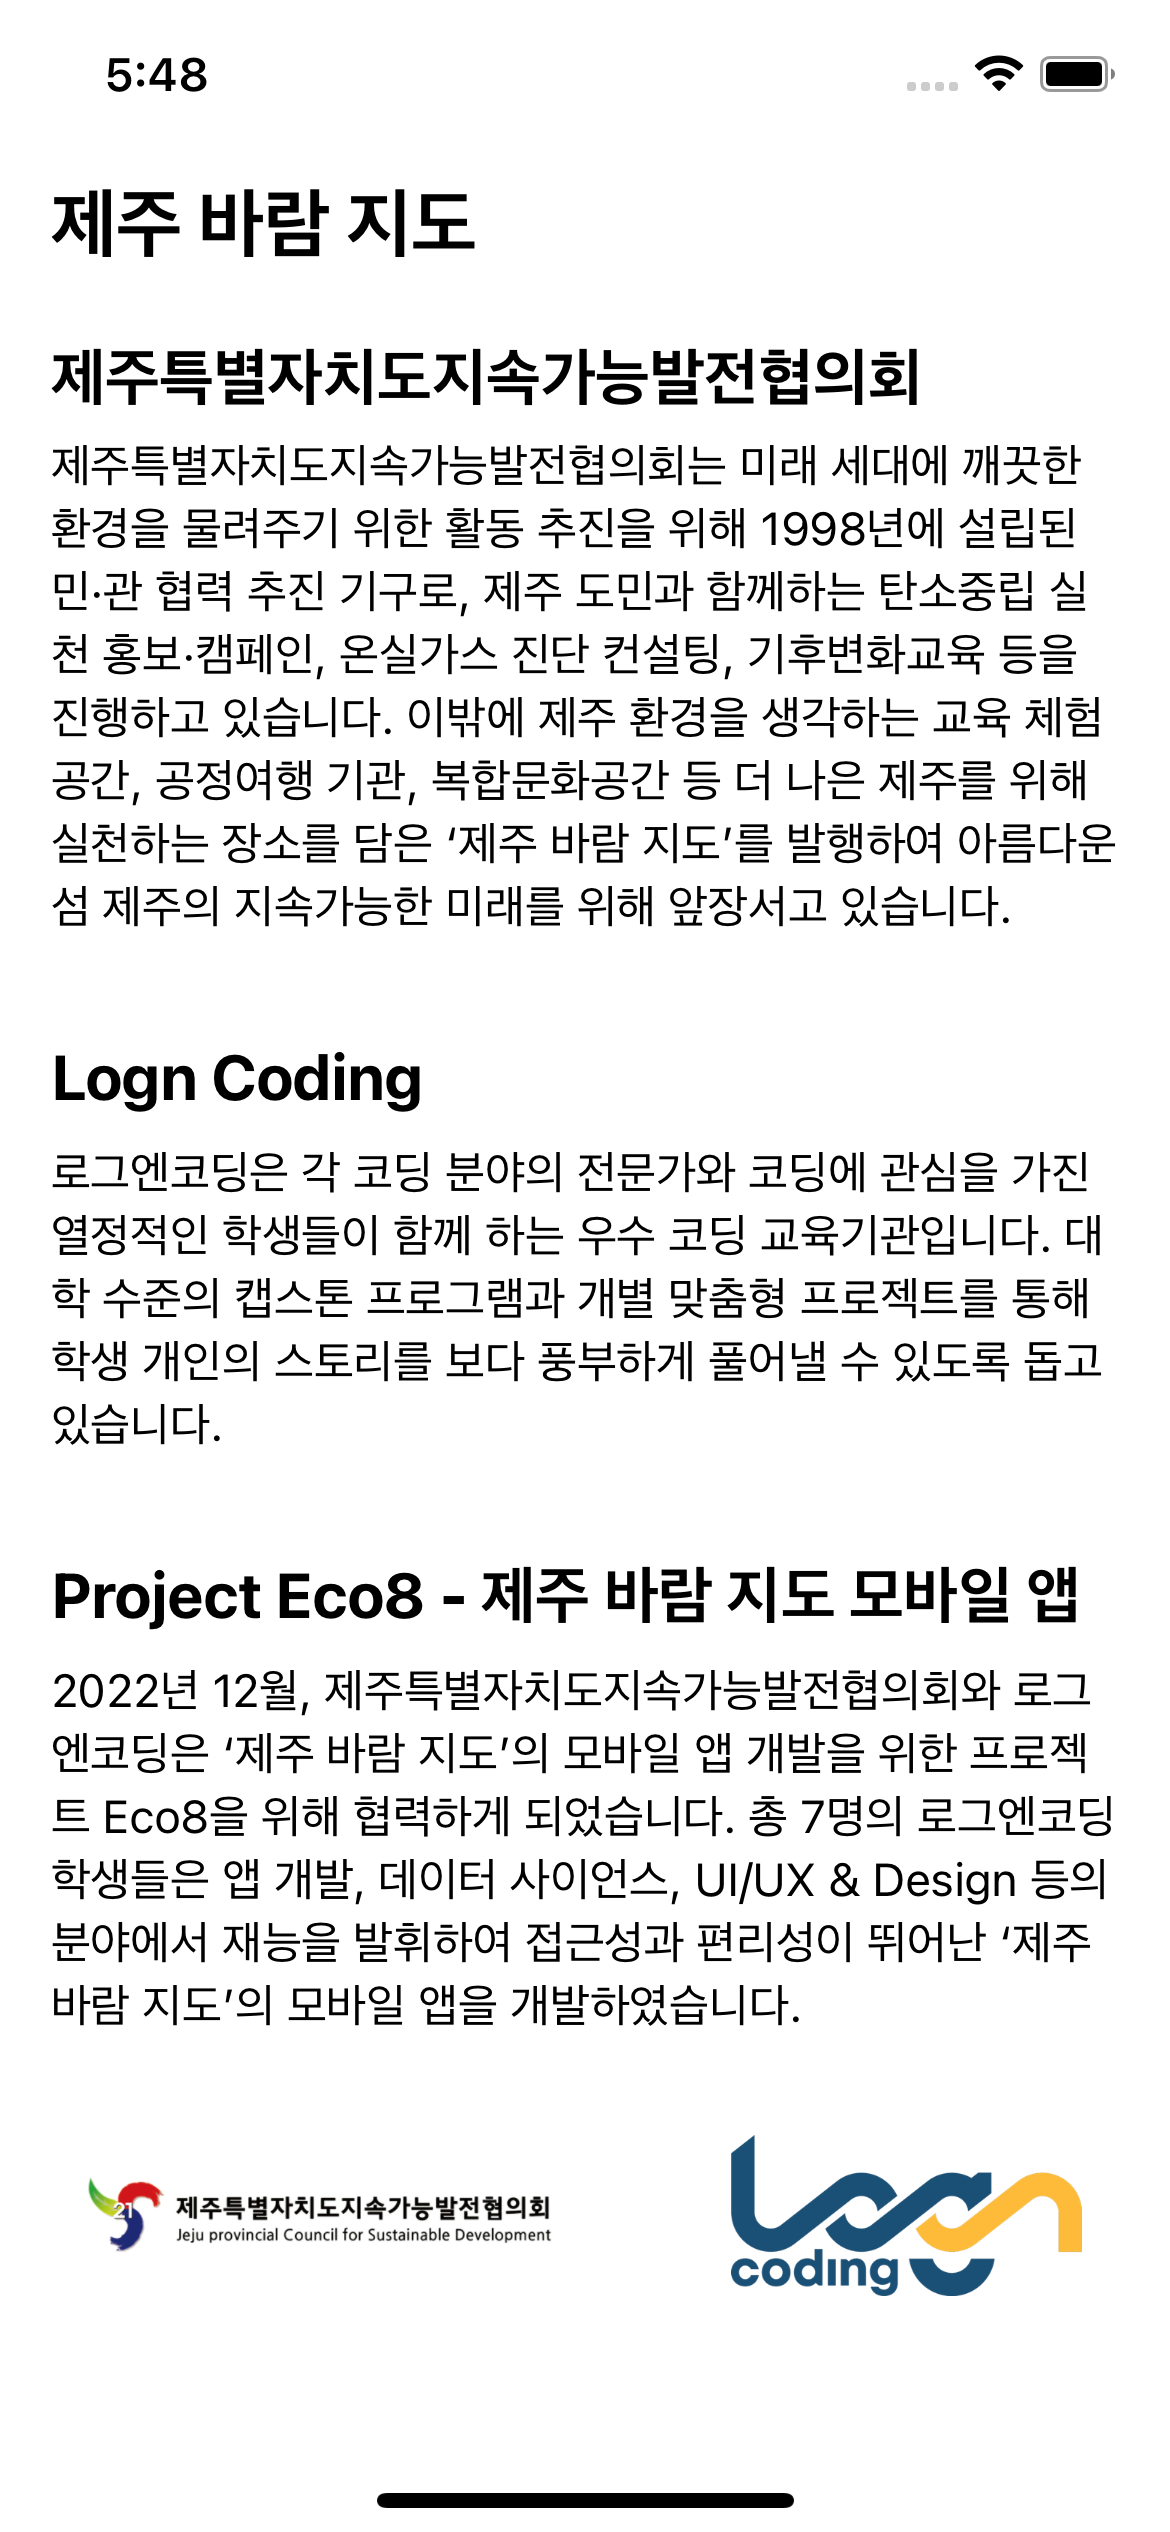 5:48
제주 바람 지도
제주특별자치도지속가능발전협의회
제주특별자치도지속가능발전협의회는 미래 세대에 깨끗한
환경을 물려주기 위한 활동 추진을 위해 1998년에 설립된
민·관 협력 추진 기구로, 제주 도민과 함께하는 탄소중립 실
천 홍보·캠페인, 온실가스 진단 컨설팅, 기후변화교육 등을
진행하고 있습니다. 이밖에 제주 환경을 생각하는 교육 체험
공간, 공정여행 기관, 복합문화공간 등 더 나은 제주를 위해
실천하는 장소를 담은 ‘제주 바람 지도’를 발행하여 아름다운
섬 제주의 지속가능한 미래를 위해 앞장서고 있습니다.
Logn Coding
로그엔코딩은 각 코딩 분야의 전문가와 코딩에 관심을 가진
열정적인 학생들이 함께 하는 우수 코딩 교육기관입니다. 대
학 수준의 캡스톤 프로그램과 개별 맞춤형 프로젝트를 통해
학생 개인의 스토리를 보다 풍부하게 풀어낼 수 있도록 돕고
있습니다.
Project Eco8 - 제주 바람 지도 모바일 앱
2022년 12월, 제주특별자치도지속가능발전협의회와 로그
엔코딩은 ‘제주 바람 지도’의 모바일 앱 개발을 위한 프로젝
트 Eco8을 위해 협력하게 되었습니다. 총 7명의 로그엔코딩
학생들은 앱 개발, 데이터 사이언스, UI/UX & Design 등의
분야에서 재능을 발휘하여 접근성과 편리성이 뛰어난 ‘제주
바람 지도’의 모바일 앱을 개발하였습니다.
21
제주특별자치도지속가능발전협의회
Jeju provincial Council for Sustainable Development
Logn
coding